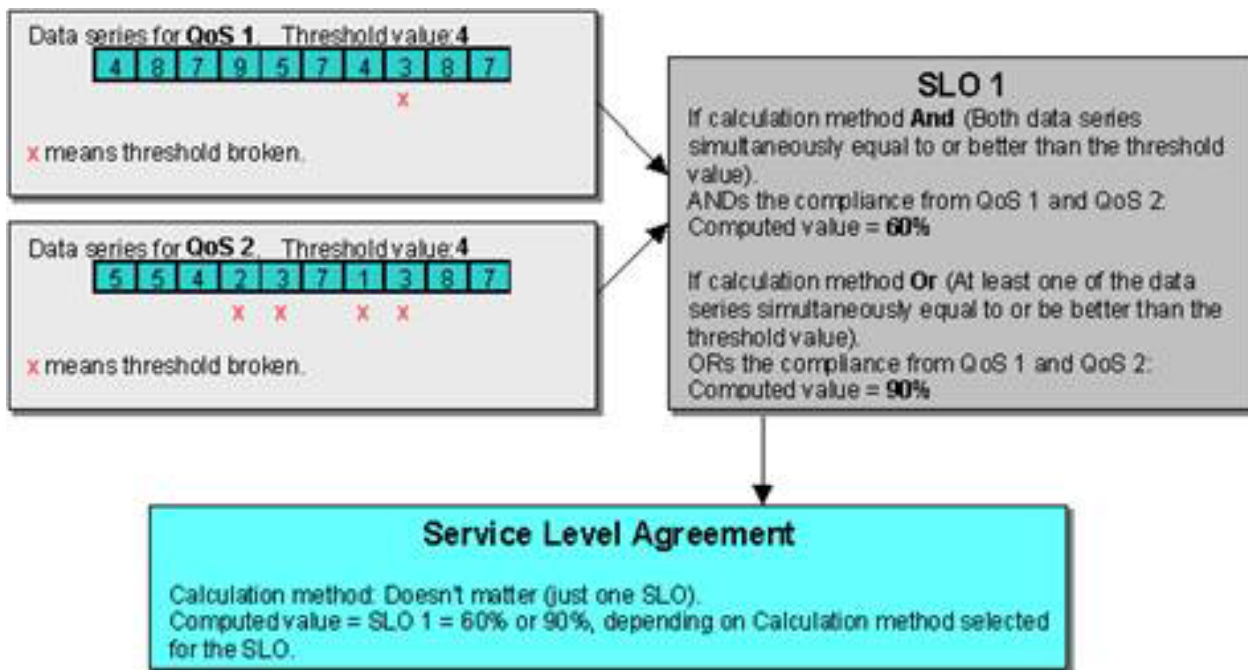 Data series for QoS 1. Threshold value:4
4 8 7 9 5 7 4 3 8 7
x
x means threshold broken.
Data series for QoS 2. Threshold value:4
5 5 4 2 3 7 1 3 8 7
x x x x
x means threshold broken.
SLO 1
If calculation method And (Both data series
simultaneously equal to or better than the threshold
value).
ANDs the compliance from QoS 1 and QoS 2:
Computed value = 60%
If calculation method Or (At least one of the data
series simultaneously equal to or be better than the
threshold value).
ORs the compliance from QoS 1 and QoS 2:
Computed value = 90%
Service Level Agreement
Calculation method: Doesn't matter (just one SLO).
Computed value = SLO 1 = 60% or 90%, depending on Calculation method selected
for the SLO.